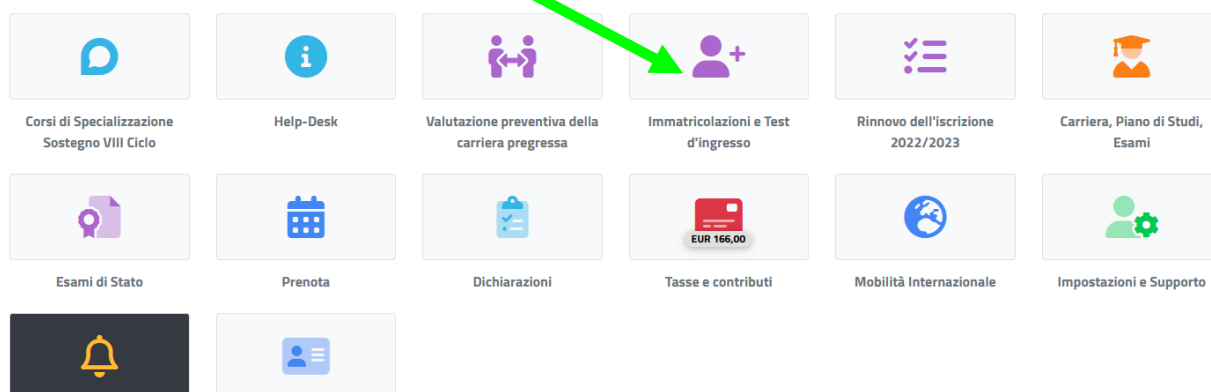 Corsi di Specializzazione
Sostegno VIII Ciclo
Help-Desk
Valutazione preventiva della
carriera pregressa
Immatricolazioni e Test
d'ingresso
Rinnovo dell'iscrizione
2022/2023
Carriera, Piano di Studi,
Esami
EUR 166,00
Esami di Stato
Prenota
Dichiarazioni
Tasse e contributi
Mobilità Internazionale
Impostazioni e Supporto